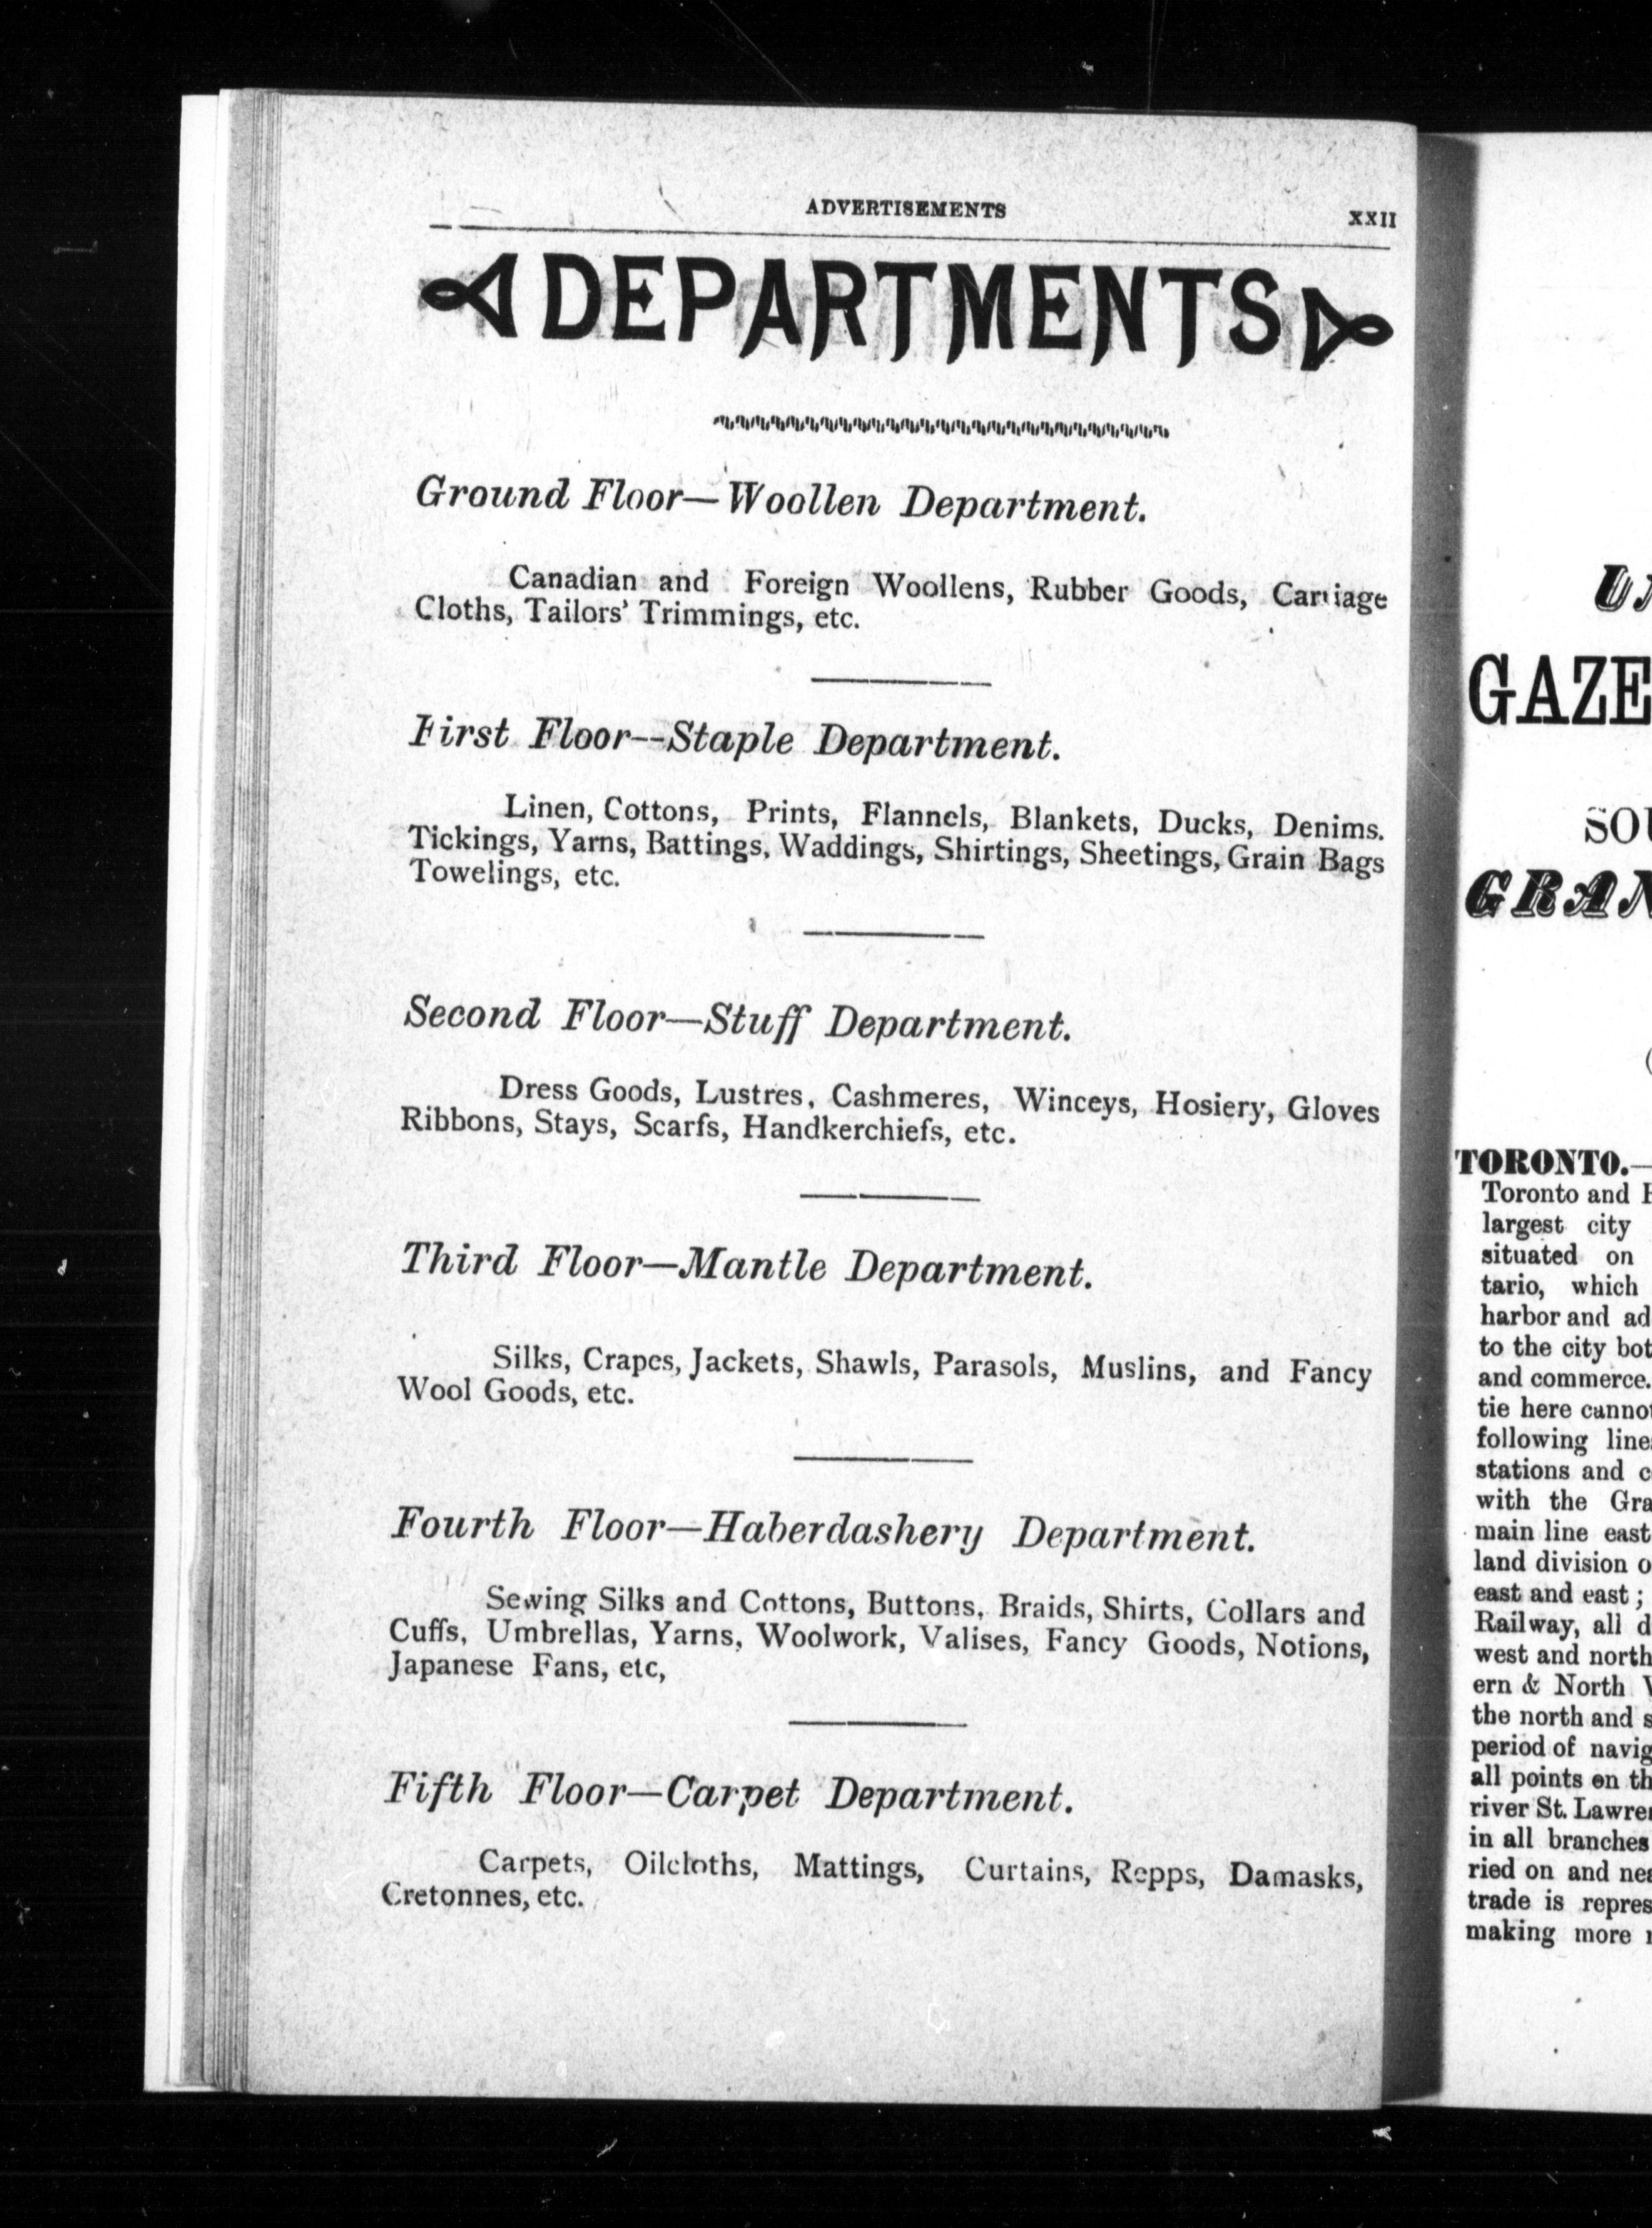 ADVERTISEMENTS XXII
DEPARTMENTS
Ground Floor—Woollen Department.
Canadian and Foreign Woollens, Rubber Goods, Carriage
Cloths, Tailors' Trimmings, etc.
First Floor--Staple Department.
Linen, Cottons, Prints, Flannels, Blankets, Ducks, Denims.
Tickings, Yarns, Battings, Waddings, Shirtings, Sheetings, Grain Bags
Towelings, etc.
Second Floor—Stuff Department.
Dress Goods, Lustres, Cashmeres, Winceys, Hosiery, Gloves
Ribbons, Stays, Scarfs, Handkerchiefs, etc.
Third Floor—Mantle Department.
Silks, Crapes, Jackets, Shawls, Parasols, Muslins, and Fancy
Wool Goods, etc.
Fourth Floor—Haberdashery Department.
Sewing Silks and Cottons, Buttons, Braids, Shirts, Collars and
Cuffs, Umbrellas, Yarns, Woolwork, Valises, Fancy Goods, Notions,
Japanese Fans, etc,
Fifth Floor—Carpet Department.
Carpets, Oilcloths, Mattings, Curtains, Repps, Damasks,
Cretonnes, etc.
TORONTO.—
Toronto and
largest city
situated on
tario, which
harbor and ad
to the city bot
and commerce.
tie here cannot
following line
stations and c
with the Gra
main line east
land division o
east and east;
Railway, all d
west and north
ern & North
the north and s
period of navig
all points on th
river St. Lawre
in all branches
ried on and nea
trade is repres
making more